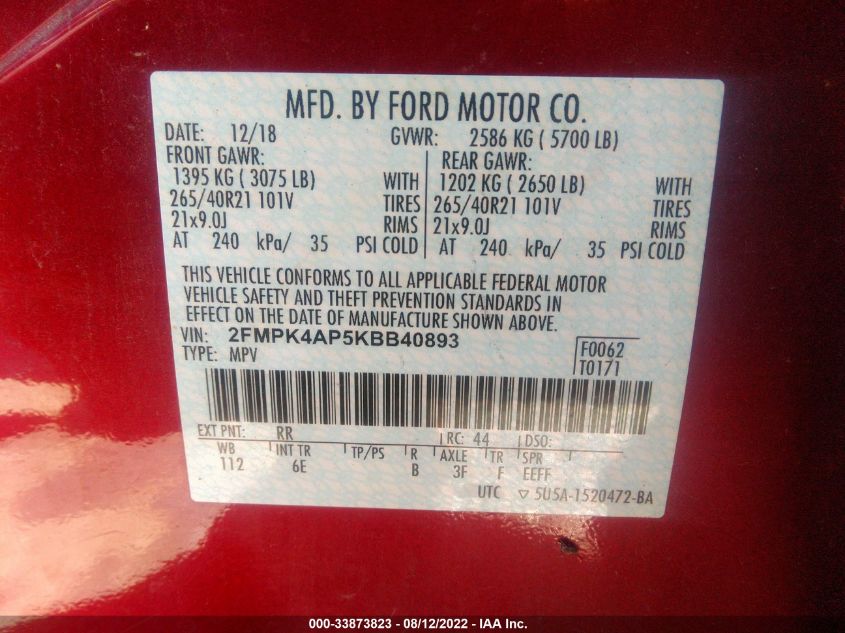 MFD. BY FORD MOTOR CO.
DATE: 12/18 GVWR: 2586 KG ( 5700 LB)
FRONT GAWR: REAR GAWR:
1395 KG ( 3075 LB) WITH 1202 KG ( 2650 LB) WITH
265/40R21 101V TIRES 265/40R21 101V TIRES
21x9.0J RIMS 21x9.0J RIMS
AT 240 kPa/ 35 PSI COLD AT 240 kPa/ 35 PSI COLD
THIS VEHICLE CONFORMS TO ALL APPLICABLE FEDERAL MOTOR
VEHICLE SAFETY AND THEFT PREVENTION STANDARDS IN
EFFECT ON THE DATE OF MANUFACTURE SHOWN ABOVE.
VIN: 2FMPK4AP5KBB40893
TYPE: MPV
F0062
T0171
EXT PNT: RR RC: 44 DSO:
WB INT TR TP/PS R AXLE TR SPR
112 6E B 3F F EEFF
UTC ▽ 5U5A-1520472-BA
000-33873823 - 08/12/2022 - IAA Inc.